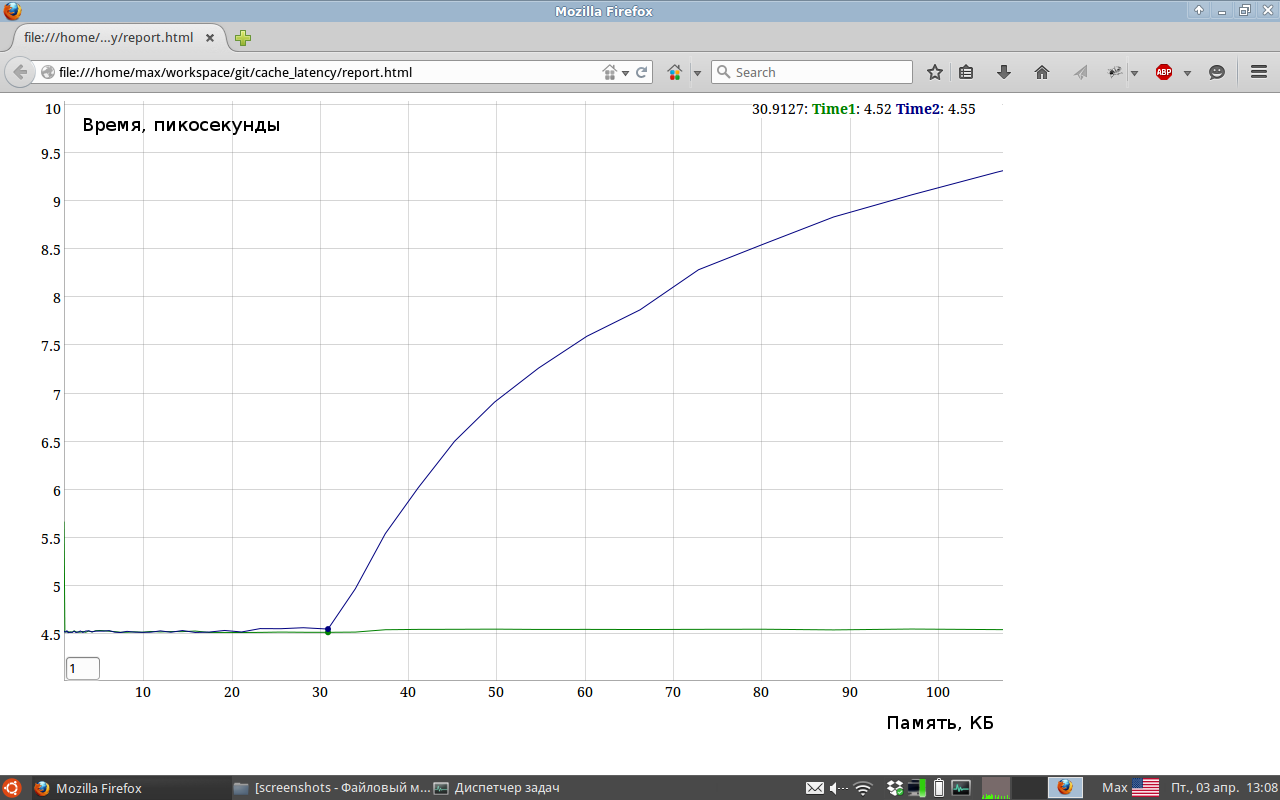 Mozilla Firefox
file:///home/...y/report.html
file:///home/max/workspace/git/cache_latency/report.html
Search
ABP
30.9127: Time1: 4.52 Time2: 4.55
Время, пикосекунды
10
9.5
9
8.5
8
7.5
7
6.5
6
5.5
5
4.5
1
10 20 30 40 50 60 70 80 90 100
Память, КБ
Mozilla Firefox [screenshots - Файловый м... Диспетчер задач Max Пт., 03 апр. 13:08